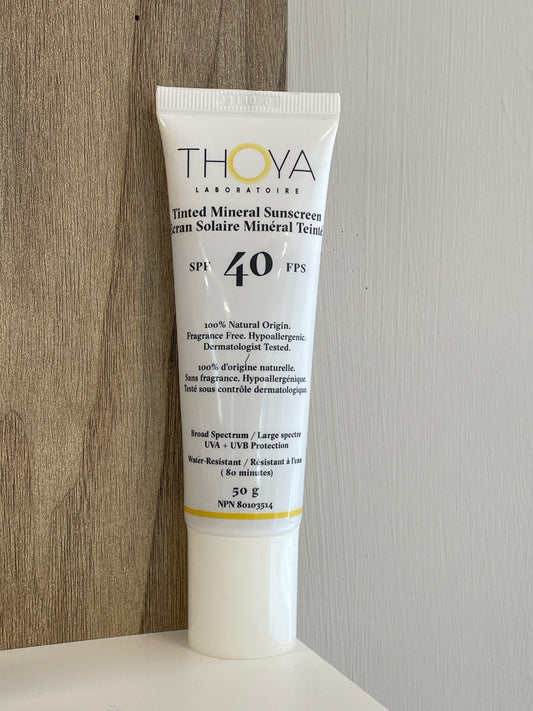 THOYA
LABORATOIRE
Tinted Mineral Sunscreen
Écran Solaire Minéral Teinté
SPF 40 FPS
100% Natural Origin.
Fragrance Free. Hypoallergenic.
Dermatologist Tested.
/
100% d'origine naturelle.
Sans fragrance. Hypoallergénique.
Testé sous contrôle dermatologique.
Broad Spectrum / Large spectre
UVA + UVB Protection
Water-Resistant / Résistant à l'eau
( 80 minutes)
50 g
NPN 80103514